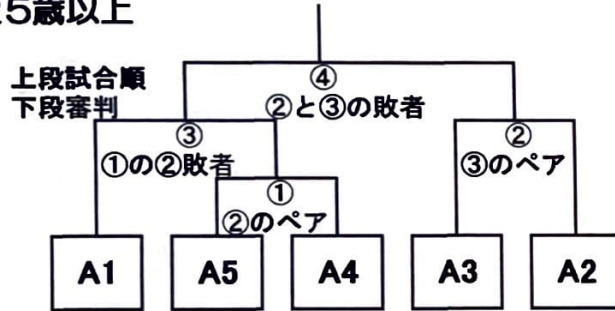 5歳以上
上段試合順
下段審判
④
②と③の敗者
③
①の②敗者
②
③のペア
①
②のペア
A1
A5
A4
A3
A2